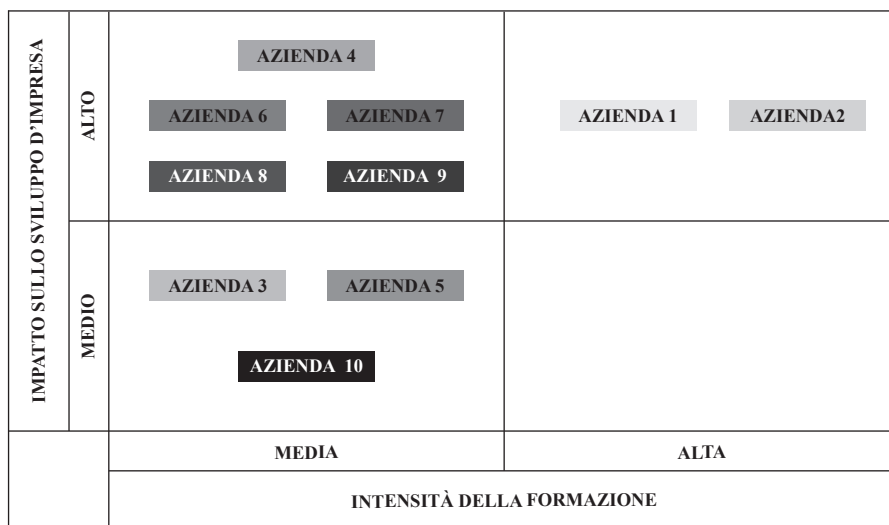 IMPATTO SULLO SVILUPPO D'IMPRESA
ALTO
AZIENDA 4
AZIENDA 6
AZIENDA 7
AZIENDA 8
AZIENDA 9
AZIENDA 1
AZIENDA2
MEDIO
AZIENDA 3
AZIENDA 5
AZIENDA 10
MEDIA
ALTA
INTENSITÀ DELLA FORMAZIONE